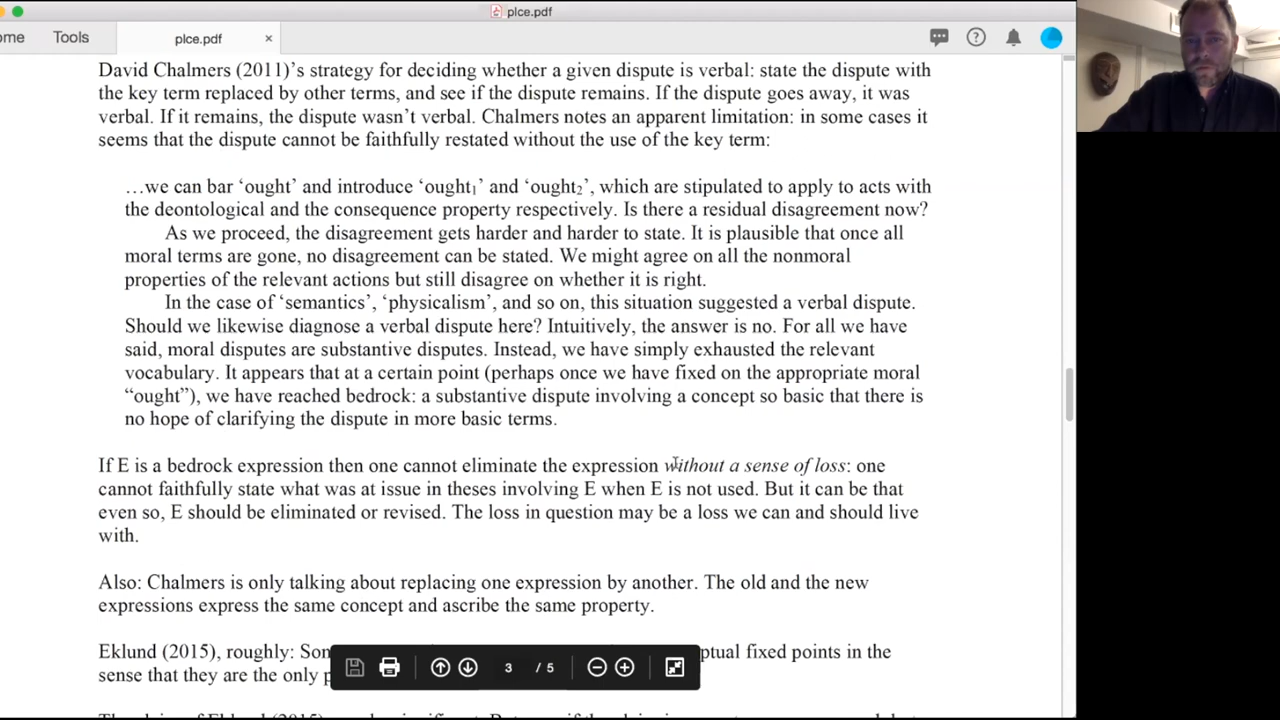 plce.pdf
ome Tools plce.pdf ×
David Chalmers (2011)’s strategy for deciding whether a given dispute is verbal: state the dispute with
the key term replaced by other terms, and see if the dispute remains. If the dispute goes away, it was
verbal. If it remains, the dispute wasn’t verbal. Chalmers notes an apparent limitation: in some cases it
seems that the dispute cannot be faithfully restated without the use of the key term:
…we can bar ‘ought’ and introduce ‘ought₁’ and ‘ought₂’, which are stipulated to apply to acts with
the deontological and the consequence property respectively. Is there a residual disagreement now?
As we proceed, the disagreement gets harder and harder to state. It is plausible that once all
moral terms are gone, no disagreement can be stated. We might agree on all the nonmoral
properties of the relevant actions but still disagree on whether it is right.
In the case of ‘semantics’, ‘physicalism’, and so on, this situation suggested a verbal dispute.
Should we likewise diagnose a verbal dispute here? Intuitively, the answer is no. For all we have
said, moral disputes are substantive disputes. Instead, we have simply exhausted the relevant
vocabulary. It appears that at a certain point (perhaps once we have fixed on the appropriate moral
“ought”), we have reached bedrock: a substantive dispute involving a concept so basic that there is
no hope of clarifying the dispute in more basic terms.
If E is a bedrock expression then one cannot eliminate the expression without a sense of loss: one
cannot faithfully state what was at issue in theses involving E when E is not used. But it can be that
even so, E should be eliminated or revised. The loss in question may be a loss we can and should live
with.
Also: Chalmers is only talking about replacing one expression by another. The old and the new
expressions express the same concept and ascribe the same property.
Eklund (2015), roughly: Som ptual fixed points in the
sense that they are the only p
3 / 5